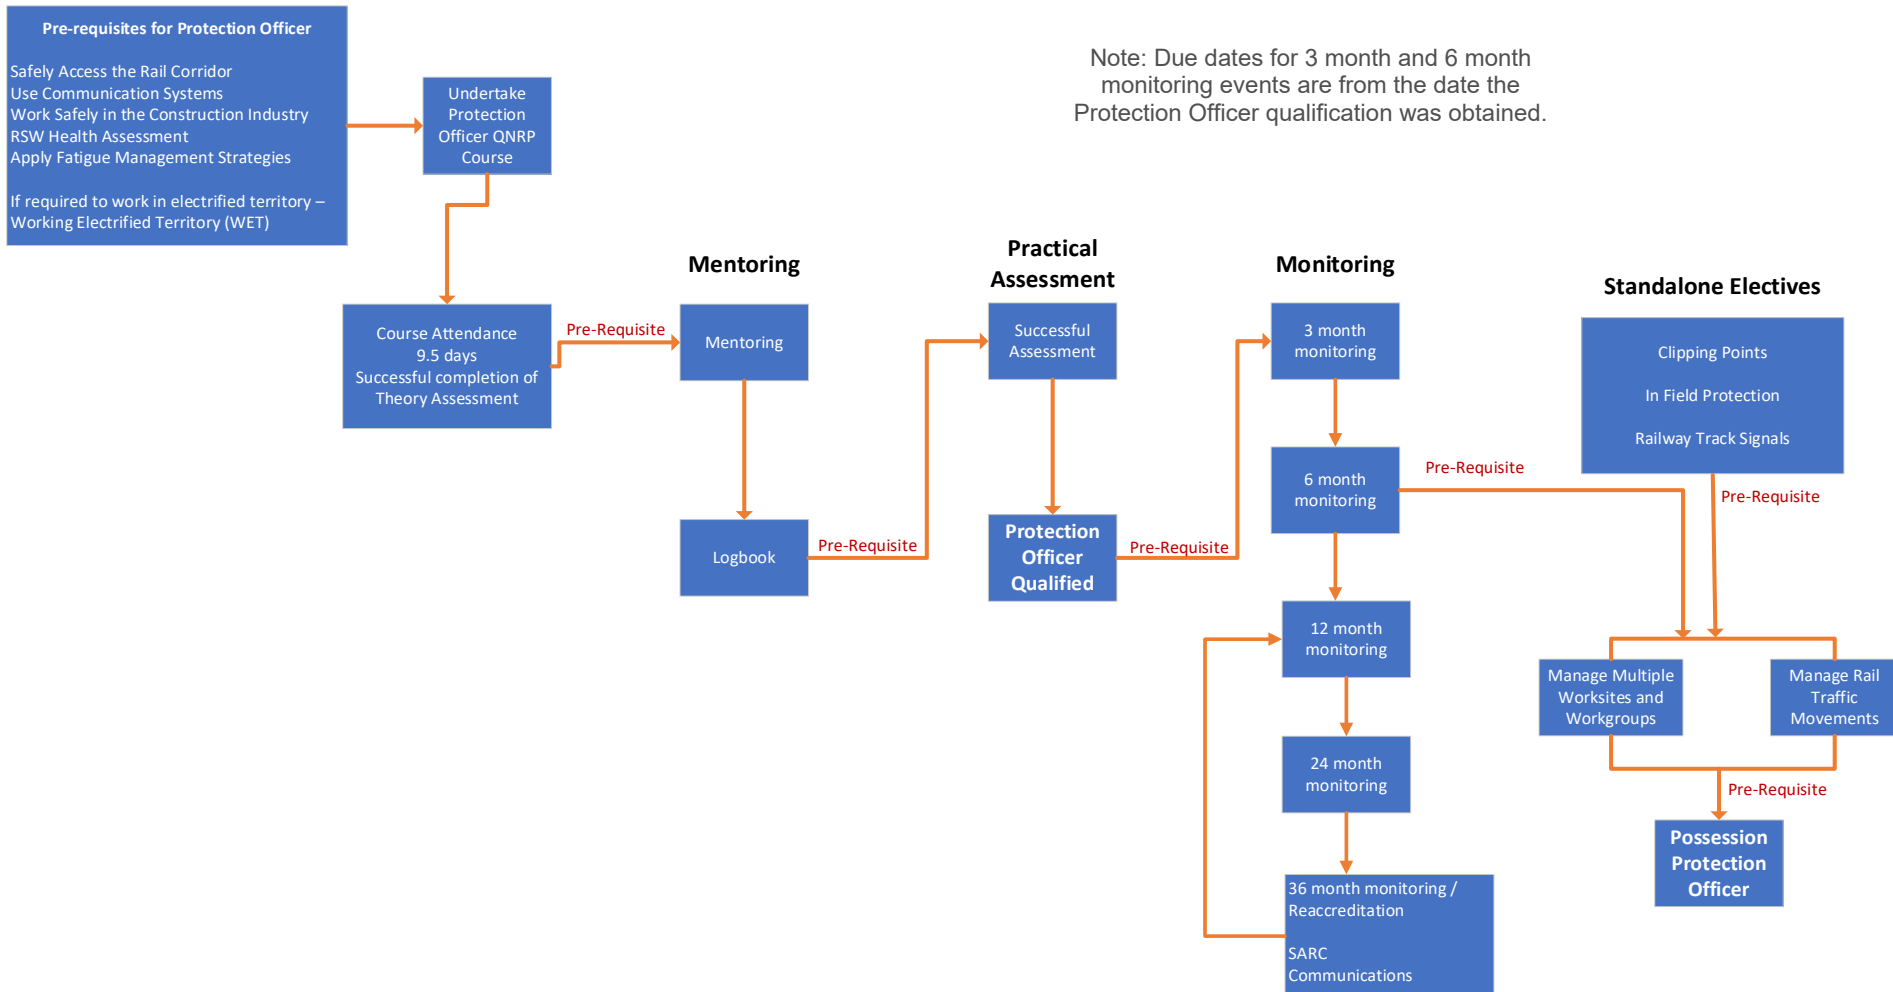 Pre-requisites for Protection Officer
Safely Access the Rail Corridor
Use Communication Systems
Work Safely in the Construction Industry
RSW Health Assessment
Apply Fatigue Management Strategies
If required to work in electrified territory –
Working Electrified Territory (WET)
Undertake
Protection
Officer QNRP
Course
Note: Due dates for 3 month and 6 month
monitoring events are from the date the
Protection Officer qualification was obtained.
Course Attendance
9.5 days
Successful completion of
Theory Assessment
Pre-Requisite
Mentoring
Mentoring
Logbook
Pre-Requisite
Practical
Assessment
Successful
Assessment
Protection
Officer
Qualified
Pre-Requisite
Monitoring
3 month
monitoring
6 month
monitoring
Pre-Requisite
12 month
monitoring
24 month
monitoring
36 month monitoring /
Reaccreditation
SARC
Communications
Standalone Electives
Clipping Points
In Field Protection
Railway Track Signals
Pre-Requisite
Manage Multiple
Worksites and
Workgroups
Manage Rail
Traffic
Movements
Pre-Requisite
Possession
Protection
Officer